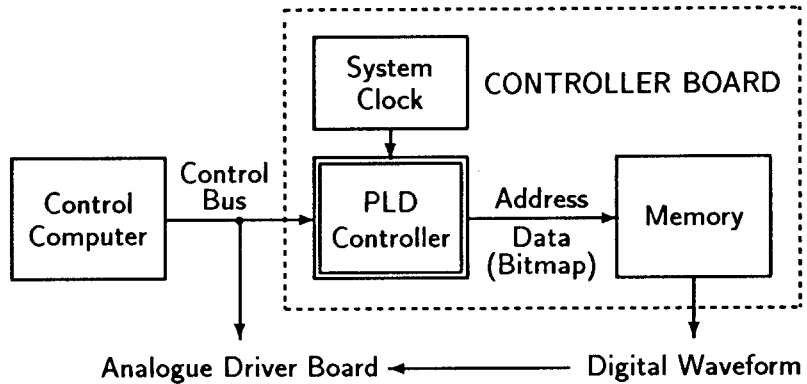 System
Clock
CONTROLLER BOARD
Control
Bus
Control
Computer
PLD
Controller
Address
Data
(Bitmap)
Memory
Analogue Driver Board
Digital Waveform